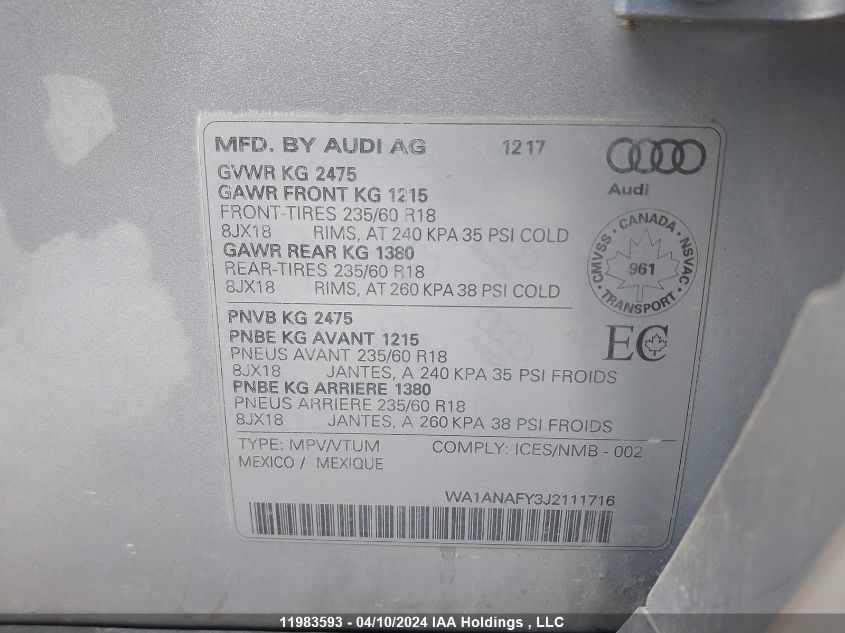 MFD. BY AUDI AG 1217
Audi
GVWR KG 2475
GAWR FRONT KG 1215
FRONT-TIRES 235/60 R18
8JX18 RIMS, AT 240 KPA 35 PSI COLD
GAWR REAR KG 1380
REAR-TIRES 235/60 R18
8JX18 RIMS, AT 260 KPA 38 PSI COLD
CMVSS - CANADA - NSVAC
961
- TRANSPORT -
PNVB KG 2475
PNBE KG AVANT 1215
PNEUS AVANT 235/60 R18
8JX18 JANTES, A 240 KPA 35 PSI FROIDS
PNBE KG ARRIERE 1380
PNEUS ARRIERE 235/60 R18
8JX18 JANTES, A 260 KPA 38 PSI FROIDS
EC
TYPE: MPV/VTUM COMPLY: ICES/NMB - 002
MEXICO / MEXIQUE
WA1ANAFY3J2111716
11983593 - 04/10/2024 IAA Holdings , LLC